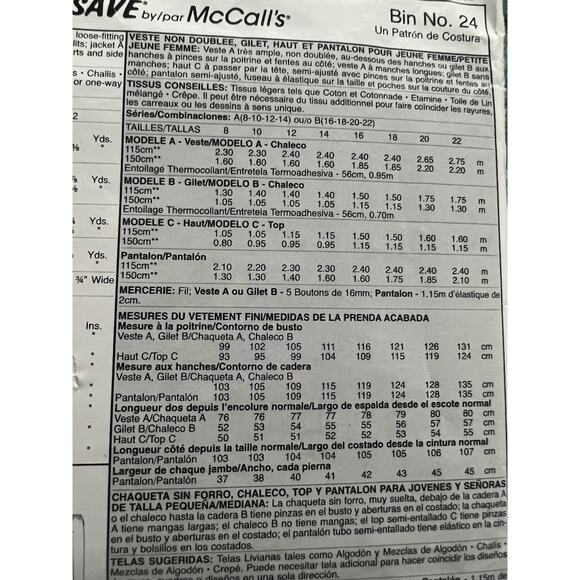 SAVE by/par McCall's
Bin No. 24
Un Patrón de Costura
loose-fitting
lits; jacket A
rts and side
s • Challis •
or one-way
2
Yds.
"
Yds.
"
Yds.
"
Yds.
"
¾" Wide
Ins.
"
"
"
"
"
"
"
"
VESTE NON DOUBLEE, GILET, HAUT ET PANTALON POUR JEUNE FEMME/PETITE
JEUNE FEMME: Veste A très ample, non doublée, au-dessous des hanches ou gilet B aux
hanches à pinces sur la poitrine et fentes au côté; veste A à manches longues; gilet B sans
manches; haut C à passer par la tête, semi-ajusté avec pinces sur la poitrine et fentes au
côté; pantalon semi-ajusté, fuseau à élastique sur la taille et poches sur la couture du côté.
TISSUS CONSEILLES: Tissus légers tels que Coton et Cotonnade • Etamine • Toile de Lin
mélangé • Crêpe. Il peut être nécessaire du tissu additionnel pour faire coïncider les rayures,
les carreaux ou les dessins à sens unique.
Séries/Combinaciones: A(8-10-12-14) ou/o B(16-18-20-22)
TAILLES/TALLAS 8 10 12 14 16 18 20 22
MODELE A - Veste/MODELO A - Chaleco
115cm** 2.30 2.30 2.40 2.40 2.40 2.40 2.65 2.75 m
150cm** 1.60 1.60 1.60 1.60 1.85 1.85 2.20 2.20 m
Entoilage Thermocollant/Entretela Termoadhesiva - 56cm, 0.95m
MODELE B - Gilet/MODELO B - Chaleco
115cm** 1.30 1.40 1.40 1.40 1.50 1.50 1.75 1.75 m
150cm** 1.05 1.05 1.05 1.05 1.15 1.15 1.30 1.30 m
Entoilage Thermocollant/Entretela Termoadhesiva - 56cm, 0.70m
MODELE C - Haut/MODELO C - Top
115cm** 1.05 1.05 1.15 1.15 1.50 1.50 1.60 1.60 m
150cm** 0.80 0.95 0.95 0.95 1.15 1.15 1.15 1.15 m
Pantalon/Pantalón
115cm** 2.10 2.20 2.30 2.30 2.40 2.40 2.40 2.40 m
150cm** 1.30 1.30 1.40 1.60 1.60 1.75 1.85 2.10 m
MERCERIE: Fil; Veste A ou Gilet B - 5 Boutons de 16mm; Pantalon - 1.15m d'élastique de
2cm.
MESURES DU VETEMENT FINI/MEDIDAS DE LA PRENDA ACABADA
Mesure à la poitrine/Contorno de busto
Veste A, Gilet B/Chaqueta A, Chaleco B
99 102 105 111 116 121 126 131 cm
Haut C/Top C 93 95 99 104 109 115 119 124 cm
Mesure aux hanches/Contorno de cadera
Veste A, Gilet B/Chaqueta A, Chaleco B
103 105 109 115 119 124 128 135 cm
Pantalon/Pantalón 103 105 109 115 119 124 128 135 cm
Longueur dos depuis l'encolure normale/Largo de espalda desde el escote normal
Veste A/Chaqueta A 76 76 77 77 78 79 80 80 cm
Gilet B/Chaleco B 52 53 54 55 56 56 57 57 cm
Haut C/Top C 50 51 51 52 52 53 54 55 cm
Longueur côté depuis la taille normale/Largo del costado desde la cintura normal
Pantalon/Pantalón 103 103 104 104 105 105 106 107 cm
Largeur de chaque jambe/Ancho, cada pierna
Pantalon/Pantalón 37 38 40 41 42 43 45 45 cm
CHAQUETA SIN FORRO, CHALECO, TOP Y PANTALON PARA JOVENES Y SEÑORAS
DE TALLA PEQUEÑA/MEDIANA: La chaqueta sin forro, muy suelta, debajo de la cadera A
o el chaleco hasta la cadera B tiene pinzas en el busto y aberturas en el costado; la chaqueta
A tiene mangas largas; el chaleco B no tiene mangas; el top semi-entallado C tiene pinzas
en el busto y aberturas en el costado; el pantalón tubo semi-entallado tiene elástico en la cin-
tura y bolsillos en los costados.
TELAS SUGERIDAS: Telas Livianas tales como Algodón y Mezclas de Algodón • Chalis •
Mezclas de Algodón • Crepé. Puede necesitar tela adicional para hacer coincidir los diseños
o diseños en una sola dirección.